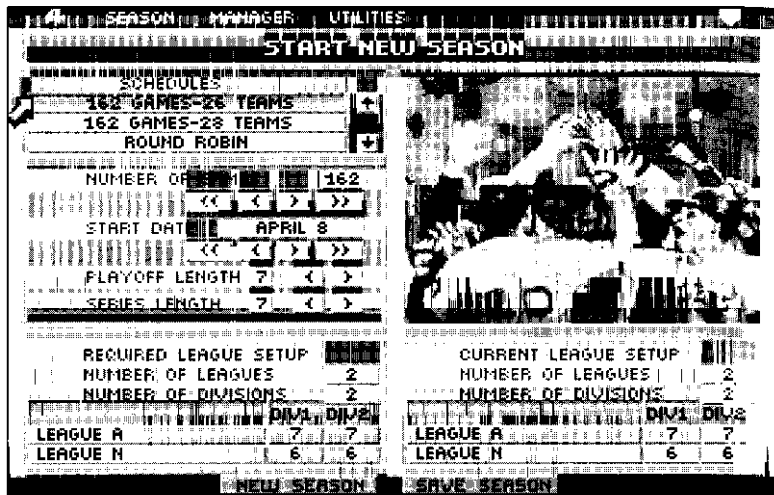 SEASON MANAGER UTILITIES
START NEW SEASON
SCHEDULES
162 GAMES-26 TEAMS
162 GAMES-28 TEAMS
ROUND ROBIN
NUMBER OF 162
<< < > >>
START DATE APRIL 8
<< < > >>
PLAYOFF LENGTH 7 < >
SERIES LENGTH 7 < >
REQUIRED LEAGUE SETUP
NUMBER OF LEAGUES 2
NUMBER OF DIVISIONS 2
DIV1 DIV2
LEAGUE A 7 7
LEAGUE N 6 6
CURRENT LEAGUE SETUP
NUMBER OF LEAGUES 2
NUMBER OF DIVISIONS 2
DIV1 DIV2
LEAGUE A 7 7
LEAGUE N 6 6
NEW SEASON SAVE SEASON